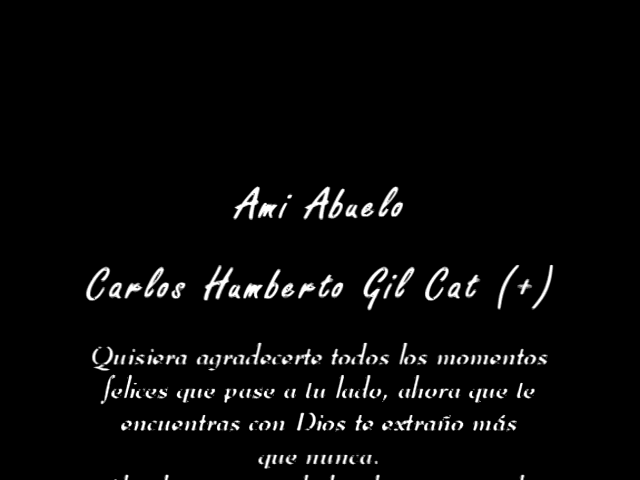 Ami Abuelo
Carlos Humberto Gil Cat (+)
Quisiera agradecerte todos los momentos
felices que pase a tu lado, ahora que te
encuentras con Dios te extraño más
que nunca.